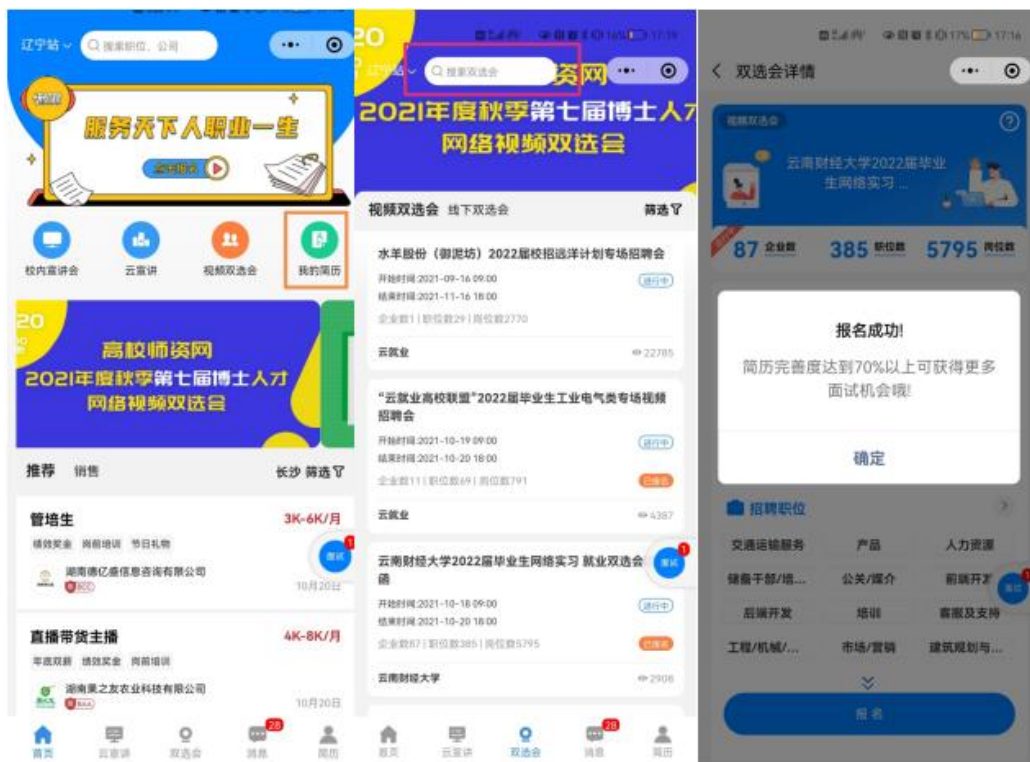 辽宁站
搜索职位、公司
服务天下人职业一生
校内宣讲会
云宣讲
视频双选会
我的简历
20
高校师资网
2021年度秋季第七届博士人才
网络视频双选会
推荐 销售
长沙 筛选
管培生
3K-6K/月
绩效奖金 岗前培训 节日礼物
湖南德亿盛信息咨询有限公司
10月20日
面试
1
直播带货主播
4K-8K/月
年底双薪 绩效奖金 岗前培训
湖南果之友农业科技有限公司
10月20日
首页
云宣讲
双选会
消息
28
简历
20
16%
17:19
辽宁站
搜索双选会
资网
2021年度秋季第七届博士人才
网络视频双选会
视频双选会 线下双选会
筛选
水羊股份（御泥坊）2022届校招远洋计划专场招聘会
开始时间:2021-09-16 09:00
进行中
结束时间:2021-11-16 18:00
企业数1|职位数29|岗位数2770
云就业
22785
“云就业高校联盟”2022届毕业生工业电气类专场视频
招聘会
开始时间:2021-10-19 09:00
进行中
结束时间:2021-10-20 18:00
企业数11|职位数69|岗位数791
已报名
云就业
4387
云南财经大学2022届毕业生网络实习 就业双选会
函
面试
1
开始时间:2021-10-18 09:00
进行中
结束时间:2021-10-20 18:00
企业数87|职位数385|岗位数5795
已报名
云南财经大学
2908
首页
云宣讲
双选会
消息
28
简历
17%
17:16
双选会详情
视频双选会
云南财经大学2022届毕业
生网络实习 ...
87 企业数
385 职位数
5795 岗位数
报名成功!
简历完善度达到70%以上可获得更多
面试机会哦!
确定
招聘职位
交通运输服务
产品
人力资源
储备干部/培...
公关/媒介
前端开发
后端开发
培训
客服及支持
工程/机械/...
市场/营销
建筑规划与...
报 名